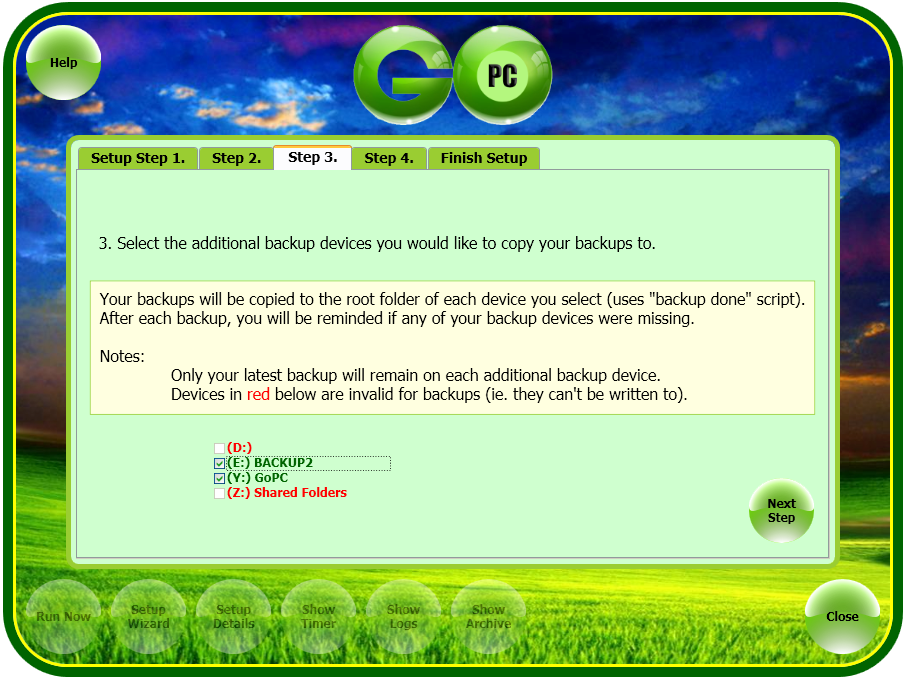 Help
GO PC
Setup Step 1.
Step 2.
Step 3.
Step 4.
Finish Setup
3. Select the additional backup devices you would like to copy your backups to.
Your backups will be copied to the root folder of each device you select (uses "backup done" script).
After each backup, you will be reminded if any of your backup devices were missing.
Notes:
Only your latest backup will remain on each additional backup device.
Devices in red below are invalid for backups (ie. they can't be written to).
(D:)
(E:) BACKUP2
(Y:) GoPC
(Z:) Shared Folders
Next
Step
Run Now
Setup
Wizard
Setup
Details
Show
Timer
Show
Logs
Show
Archive
Close